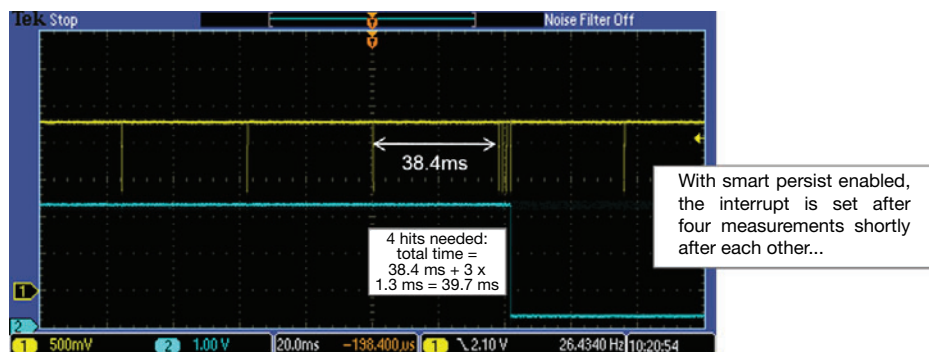 Tek Stop
Noise Filter Off
38.4ms
With smart persist enabled,
the interrupt is set after
four measurements shortly
after each other...
4 hits needed:
total time =
38.4 ms + 3 x
1.3 ms = 39.7 ms
1
2
1 500mV 2 1.00 V 20.0ms -198.400µs 1 2.10 V 26.4340 Hz 10:20:54